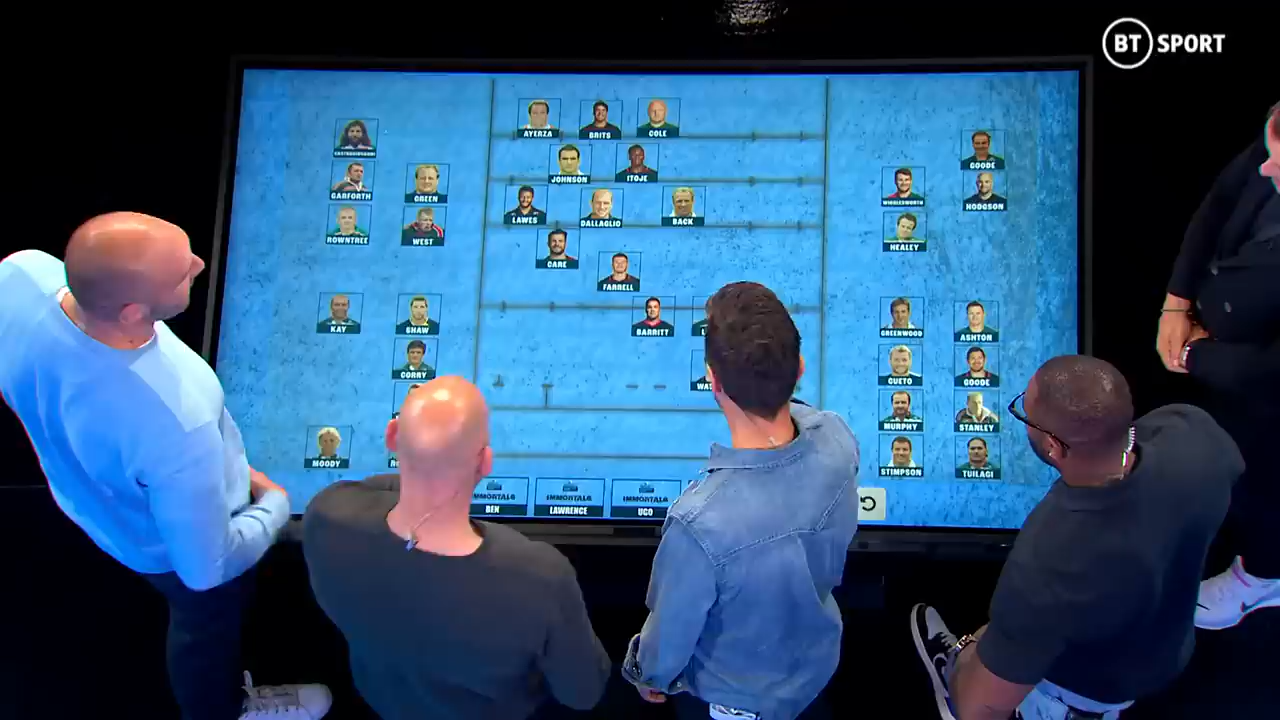 BT SPORT
AYERZA
BRITS
COLE
CASTROGIOVANNI
GARFORTH
GREEN
ROWNTREE
WEST
JOHNSON
ITOJE
LAWES
DALLAGLIO
BACK
CARE
FARRELL
GOODE
WIGGLESWORTH
HODGSON
HEALEY
KAY
SHAW
CORRY
MOODY
BARRITT
GREENWOOD
ASHTON
CUETO
GOODE
MURPHY
STANLEY
STIMPSON
TUILAGI
IMMORTALS
BEN
IMMORTALS
LAWRENCE
IMMORTALS
UGO